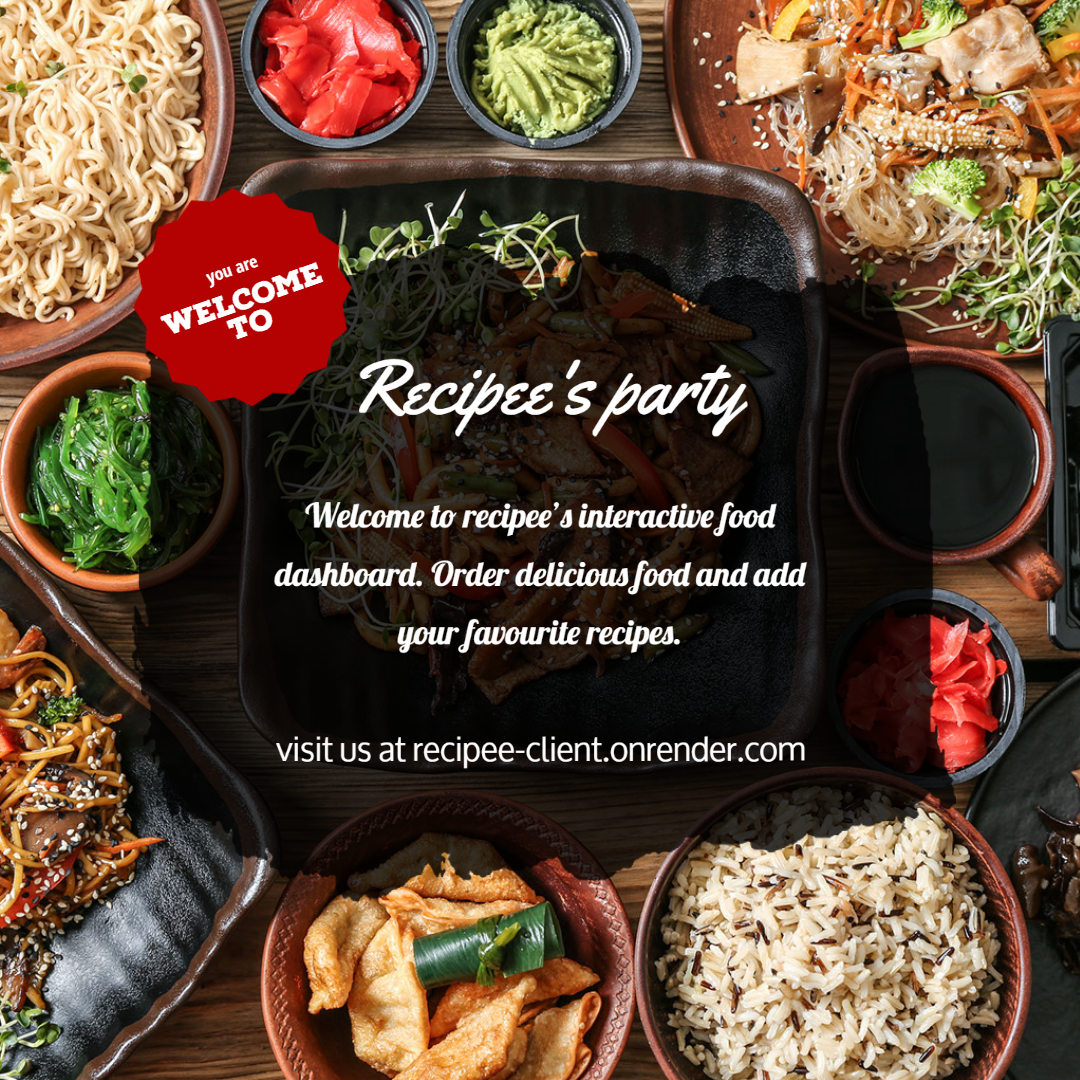 you are
WELCOME
TO
Recipee's party
Welcome to recipee's interactive food
dashboard. Order delicious food and add
your favourite recipes.
visit us at recipee-client.onrender.com